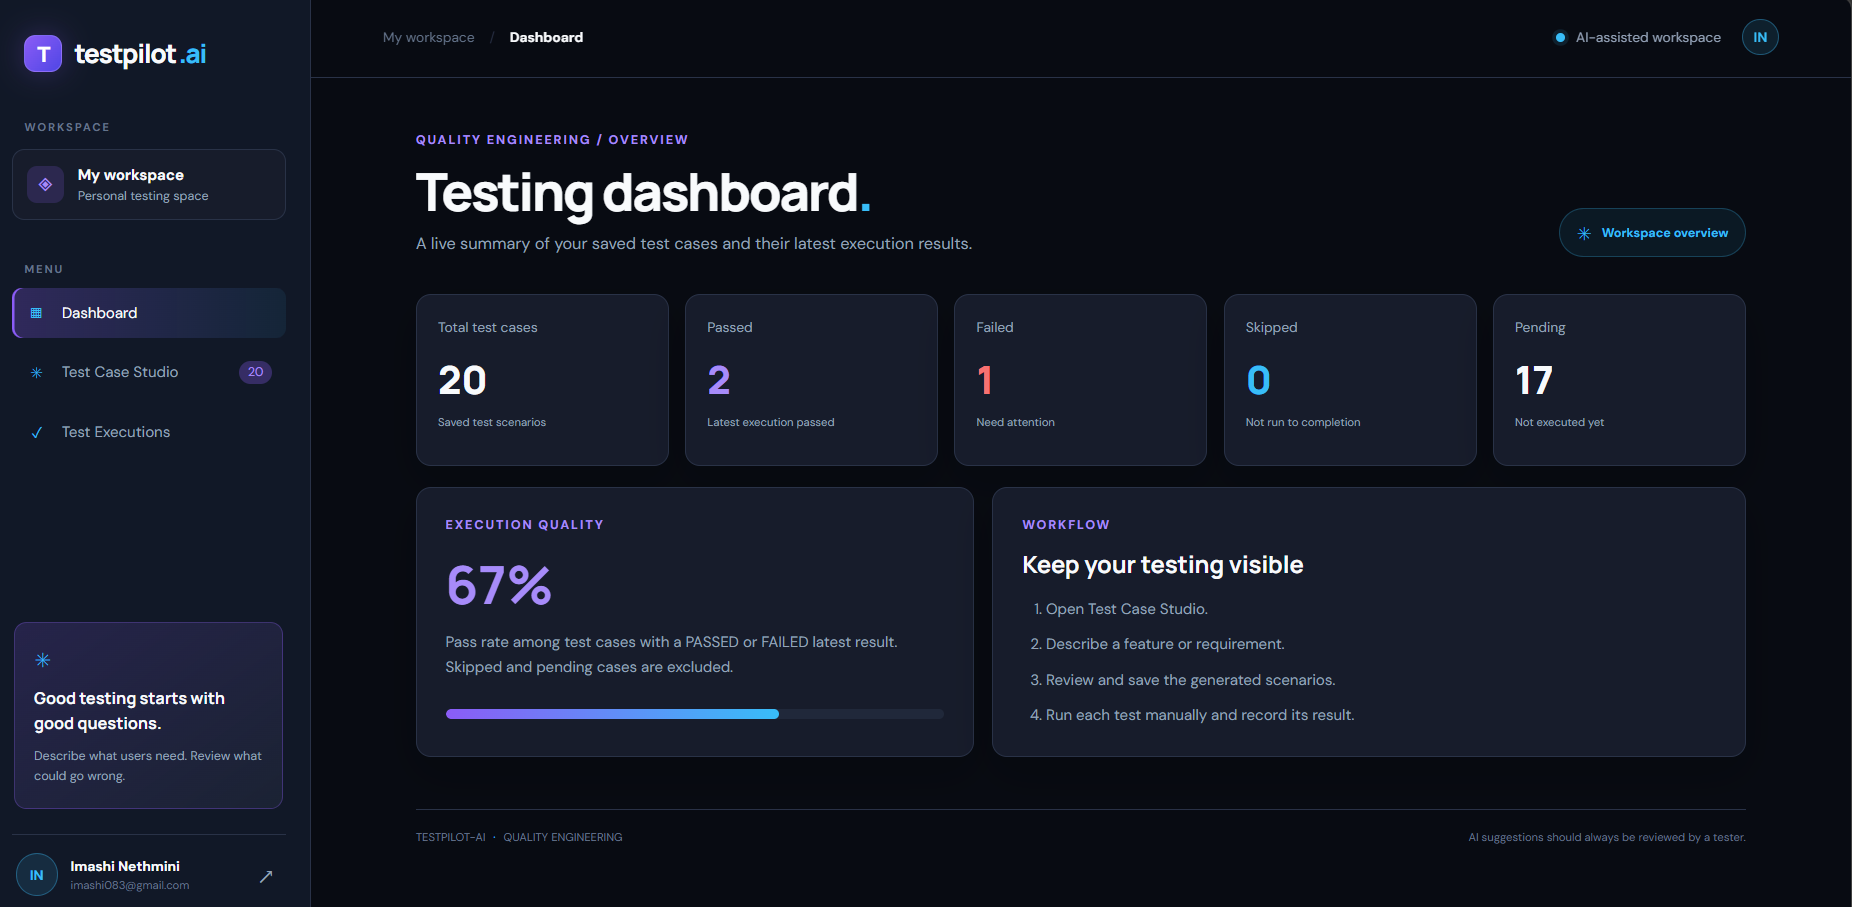 T testpilot.ai
WORKSPACE
My workspace
Personal testing space
MENU
Dashboard
Test Case Studio 20
Test Executions
Good testing starts with
good questions.
Describe what users need. Review what
could go wrong.
IN
Imashi Nethmini
imashi083@gmail.com
My workspace / Dashboard
AI-assisted workspace IN
QUALITY ENGINEERING / OVERVIEW
Testing dashboard.
A live summary of your saved test cases and their latest execution results.
Workspace overview
Total test cases
20
Saved test scenarios
Passed
2
Latest execution passed
Failed
1
Need attention
Skipped
0
Not run to completion
Pending
17
Not executed yet
EXECUTION QUALITY
67%
Pass rate among test cases with a PASSED or FAILED latest result.
Skipped and pending cases are excluded.
WORKFLOW
Keep your testing visible
1. Open Test Case Studio.
2. Describe a feature or requirement.
3. Review and save the generated scenarios.
4. Run each test manually and record its result.
TESTPILOT-AI · QUALITY ENGINEERING
AI suggestions should always be reviewed by a tester.